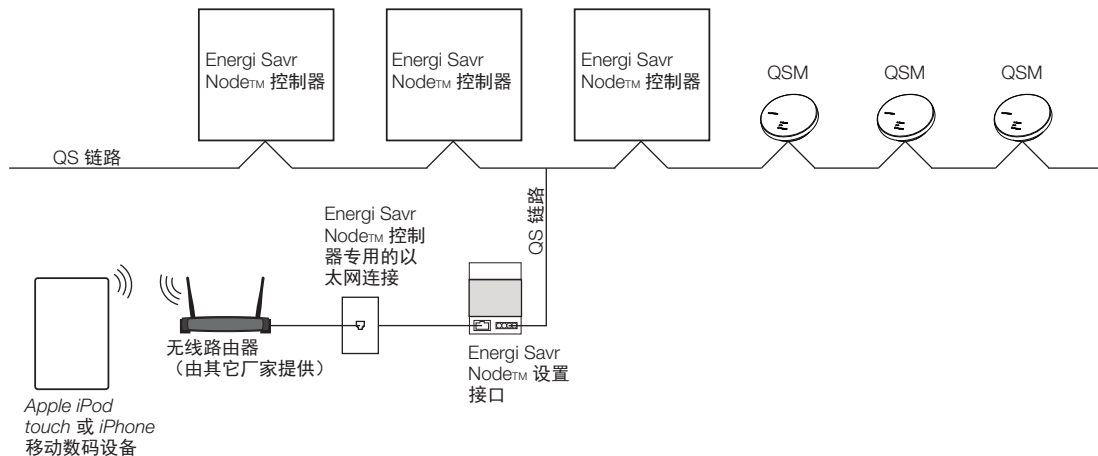 Energi Savr
Node™ 控制器
Energi Savr
Node™ 控制器
Energi Savr
Node™ 控制器
QSM
QSM
QSM
QS 链路
QS 链路
Energi Savr
Node™ 控制
器专用的以
太网连接
无线路由器
（由其它厂家提供）
Energi Savr
Node™ 设置
接口
Apple iPod
touch 或 iPhone
移动数码设备